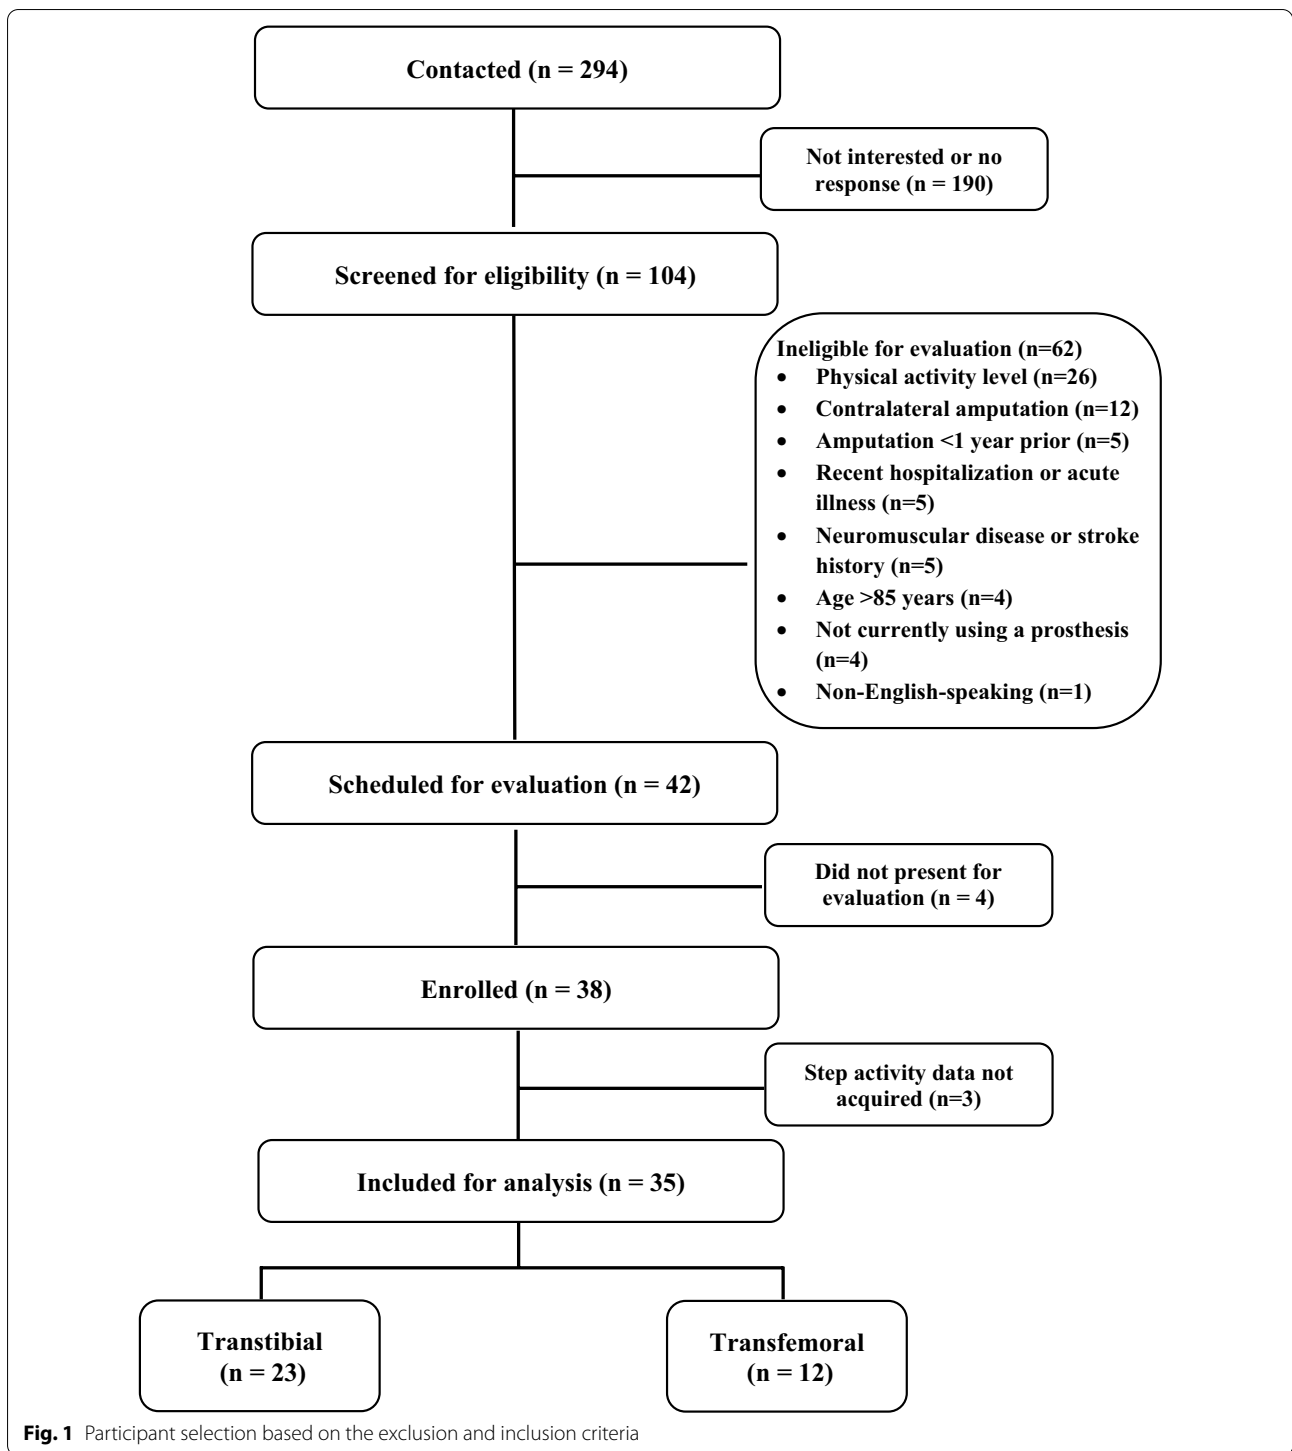 Contacted (n = 294)
Not interested or no
response (n = 190)
Screened for eligibility (n = 104)
Ineligible for evaluation (n=62)
• Physical activity level (n=26)
• Contralateral amputation (n=12)
• Amputation <1 year prior (n=5)
• Recent hospitalization or acute
illness (n=5)
• Neuromuscular disease or stroke
history (n=5)
• Age >85 years (n=4)
• Not currently using a prosthesis
(n=4)
• Non-English-speaking (n=1)
Scheduled for evaluation (n = 42)
Did not present for
evaluation (n = 4)
Enrolled (n = 38)
Step activity data not
acquired (n=3)
Included for analysis (n = 35)
Transtibial
(n = 23)
Transfemoral
(n = 12)
Fig. 1 Participant selection based on the exclusion and inclusion criteria